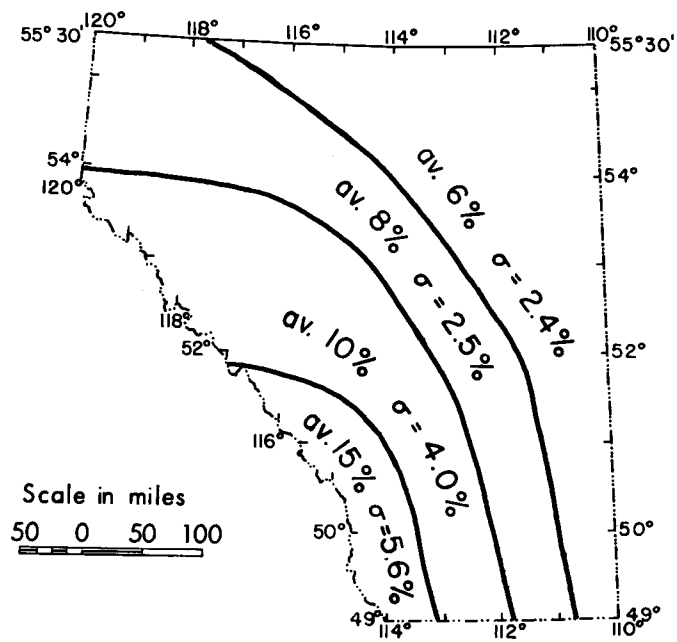 120° 118° 116° 114° 112° 110°
55° 30' 55° 30'
54° 54°
120°
av. 6% σ = 2.4%
av. 8% σ = 2.5%
av. 10% σ = 4.0%
av. 15% σ = 5.6%
118°
52° 52°
116°
Scale in miles
50 0 50 100
50° 50°
49° 49°
114° 112° 110°